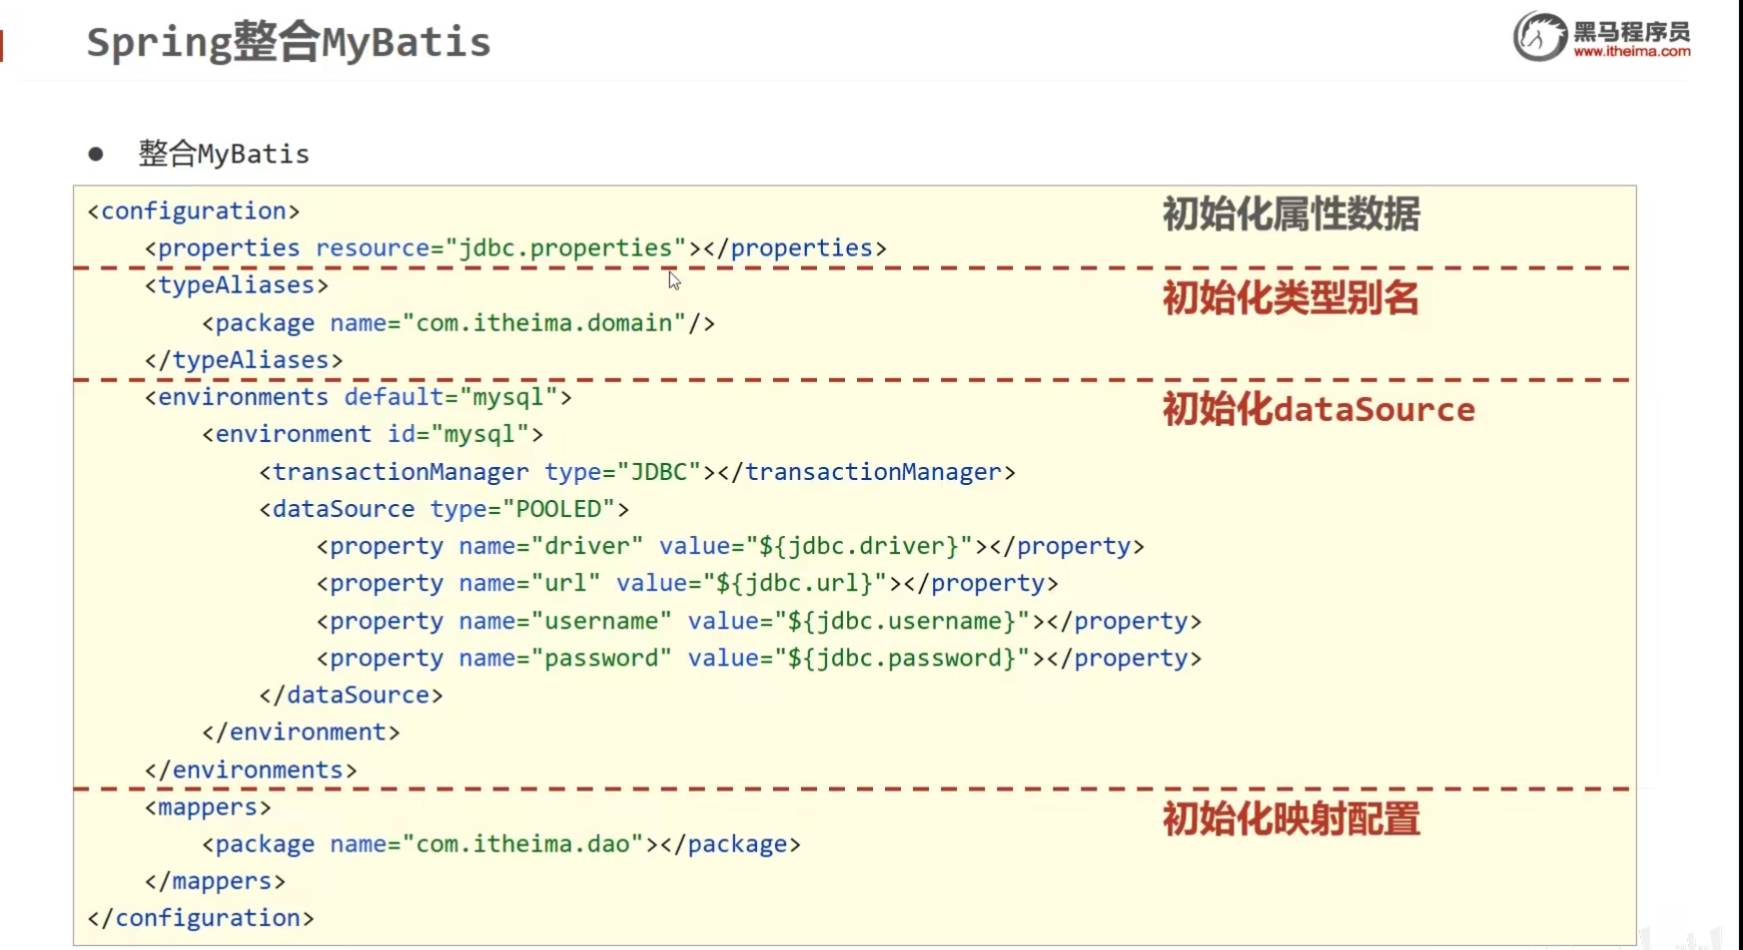 Spring整合MyBatis
黑马程序员
www.itheima.com
● 整合MyBatis
<configuration>
初始化属性数据
<properties resource="jdbc.properties"></properties>
<typeAliases>
初始化类型别名
<package name="com.itheima.domain"/>
</typeAliases>
<environments default="mysql">
初始化dataSource
<environment id="mysql">
<transactionManager type="JDBC"></transactionManager>
<dataSource type="POOLED">
<property name="driver" value="${jdbc.driver}"></property>
<property name="url" value="${jdbc.url}"></property>
<property name="username" value="${jdbc.username}"></property>
<property name="password" value="${jdbc.password}"></property>
</dataSource>
</environment>
</environments>
<mappers>
初始化映射配置
<package name="com.itheima.dao"></package>
</mappers>
</configuration>